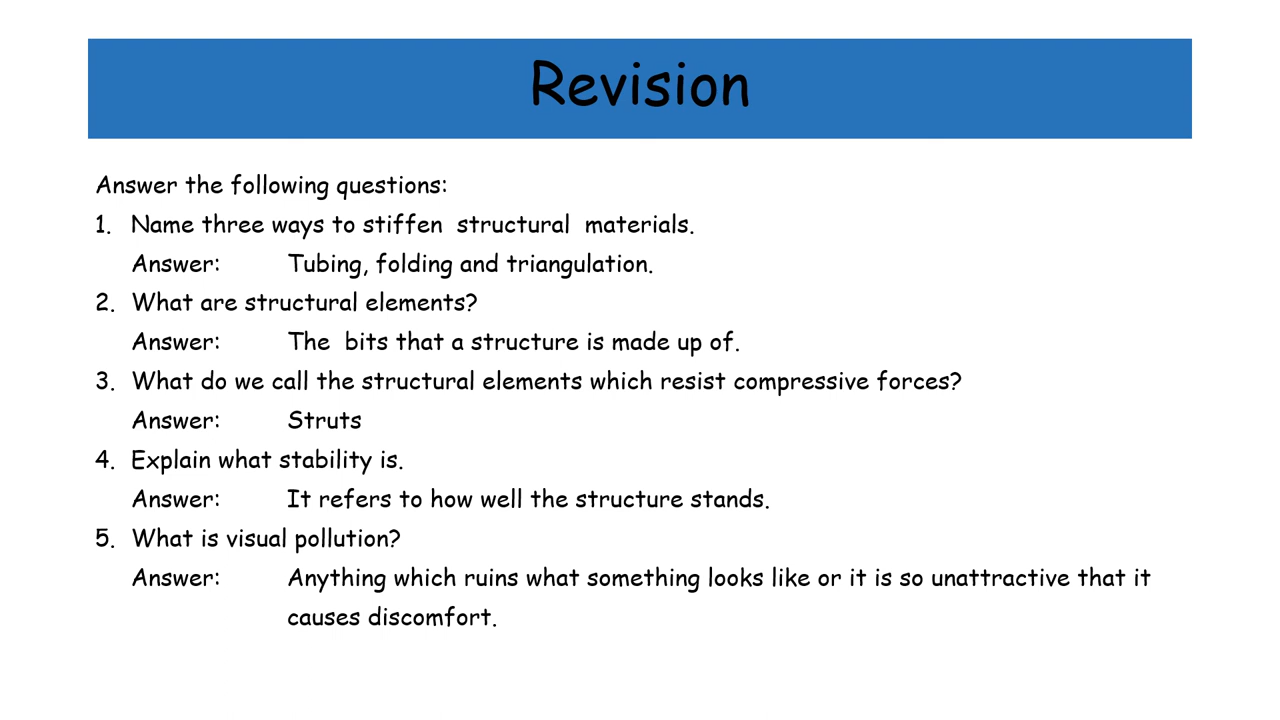 Revision
Answer the following questions:
1. Name three ways to stiffen structural materials.
Answer: Tubing, folding and triangulation.
2. What are structural elements?
Answer: The bits that a structure is made up of.
3. What do we call the structural elements which resist compressive forces?
Answer: Struts
4. Explain what stability is.
Answer: It refers to how well the structure stands.
5. What is visual pollution?
Answer: Anything which ruins what something looks like or it is so unattractive that it
causes discomfort.